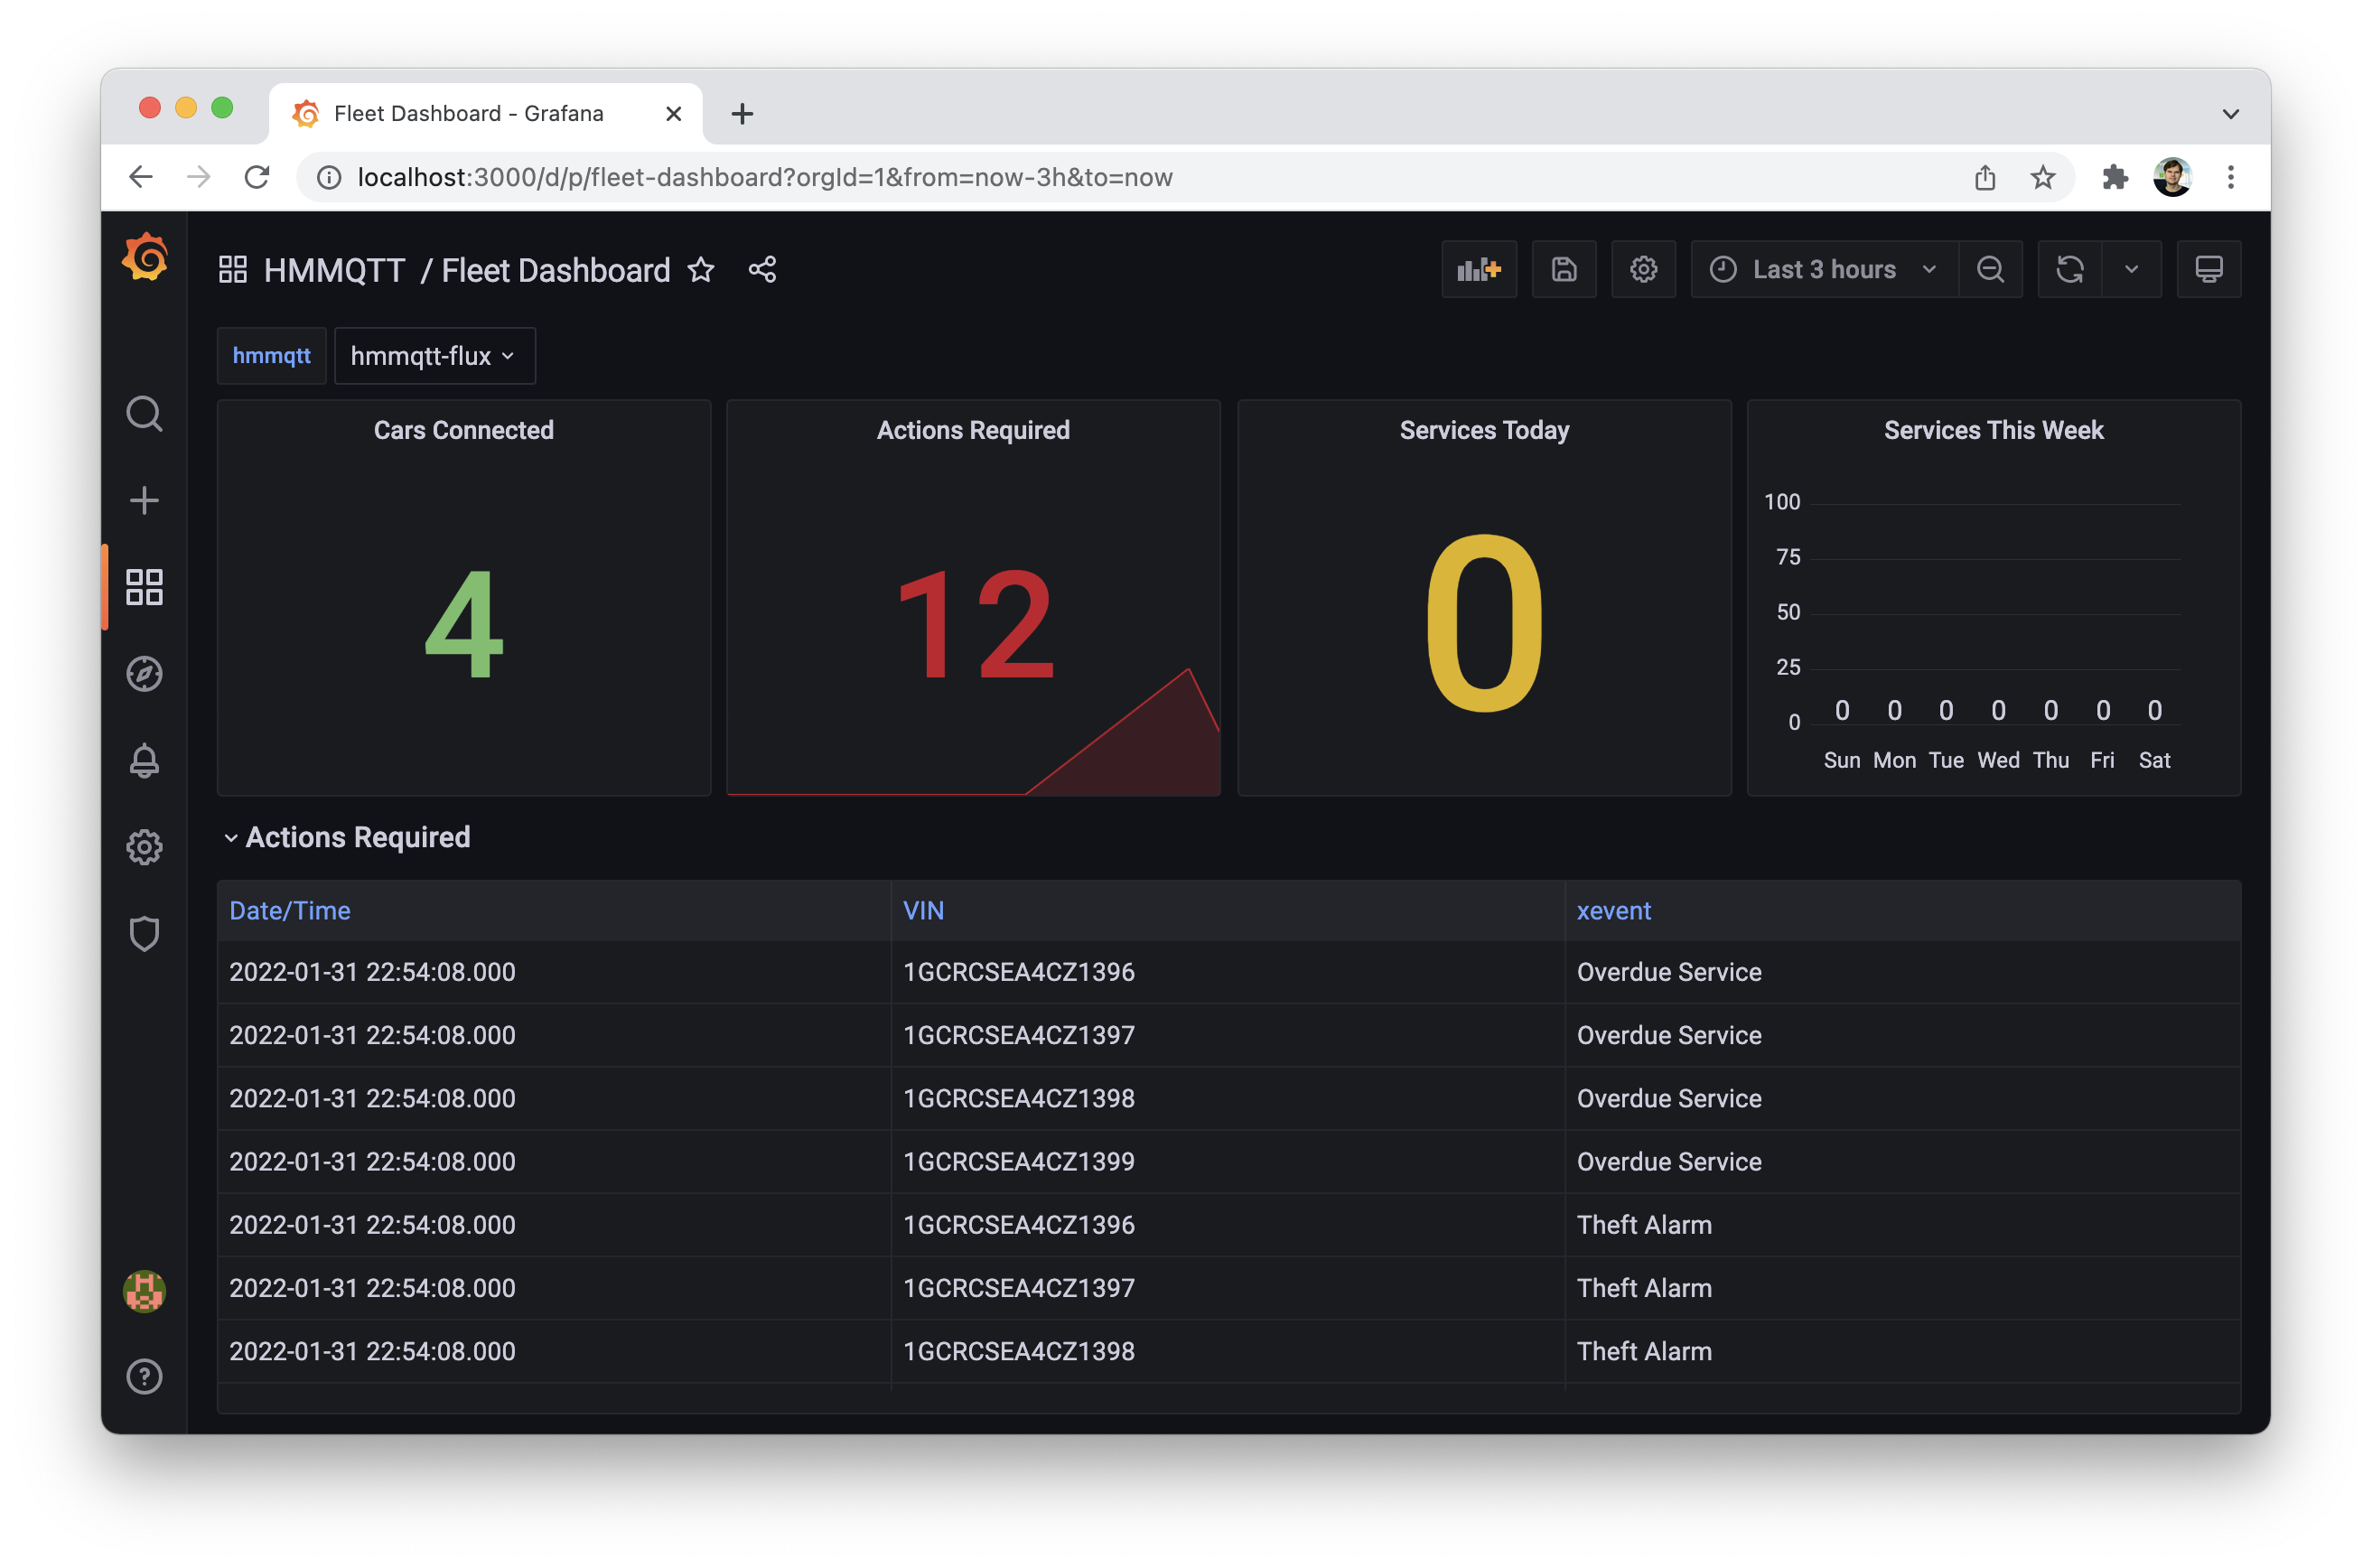 Fleet Dashboard - Grafana
localhost:3000/d/p/fleet-dashboard?orgId=1&from=now-3h&to=now
HMMQTT / Fleet Dashboard
Last 3 hours
hmmqtt hmmqtt-flux
Cars Connected
4
Actions Required
12
Services Today
0
Services This Week
100
75
50
25
0
0 0 0 0 0 0 0
Sun Mon Tue Wed Thu Fri Sat
Actions Required
Date/Time VIN xevent
2022-01-31 22:54:08.000 1GCRCSEA4CZ1396 Overdue Service
2022-01-31 22:54:08.000 1GCRCSEA4CZ1397 Overdue Service
2022-01-31 22:54:08.000 1GCRCSEA4CZ1398 Overdue Service
2022-01-31 22:54:08.000 1GCRCSEA4CZ1399 Overdue Service
2022-01-31 22:54:08.000 1GCRCSEA4CZ1396 Theft Alarm
2022-01-31 22:54:08.000 1GCRCSEA4CZ1397 Theft Alarm
2022-01-31 22:54:08.000 1GCRCSEA4CZ1398 Theft Alarm